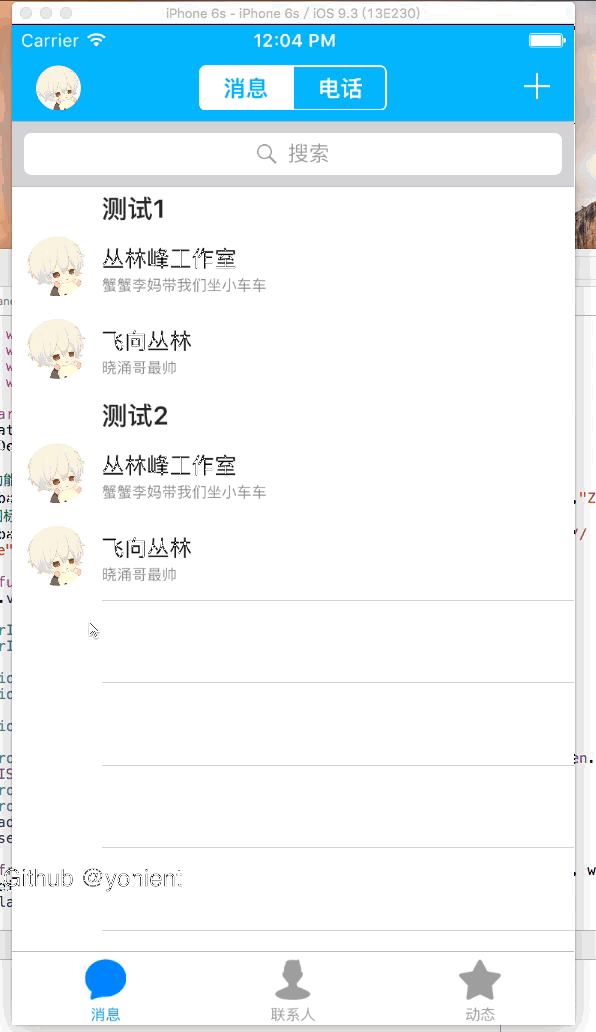 iPhone 6s - iPhone 6s / iOS 9.3 (13E230)
Carrier 12:04 PM
消息 电话
搜索
测试1
丛林峰工作室
蟹蟹李妈带我们坐小车车
飞向丛林
晓涌哥最帅
测试2
丛林峰工作室
蟹蟹李妈带我们坐小车车
飞向丛林
晓涌哥最帅
Github @yonient
消息 联系人 动态